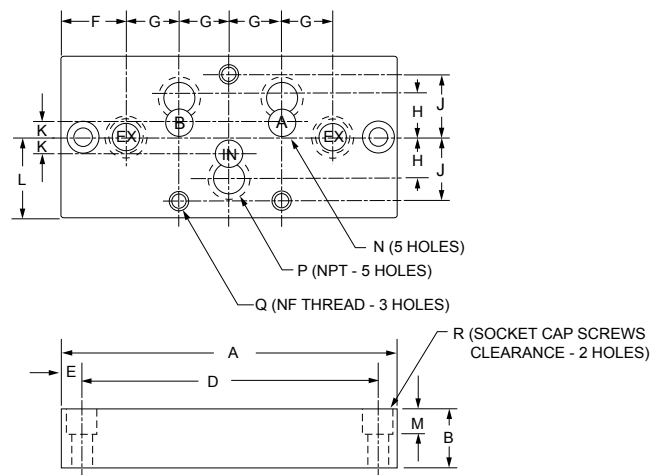 F G G G G
K
K
L
EX
B
A
IN
EX
H
H
J
J
N (5 HOLES)
P (NPT - 5 HOLES)
Q (NF THREAD - 3 HOLES)
R (SOCKET CAP SCREWS
CLEARANCE - 2 HOLES)
A
E
D
M
B